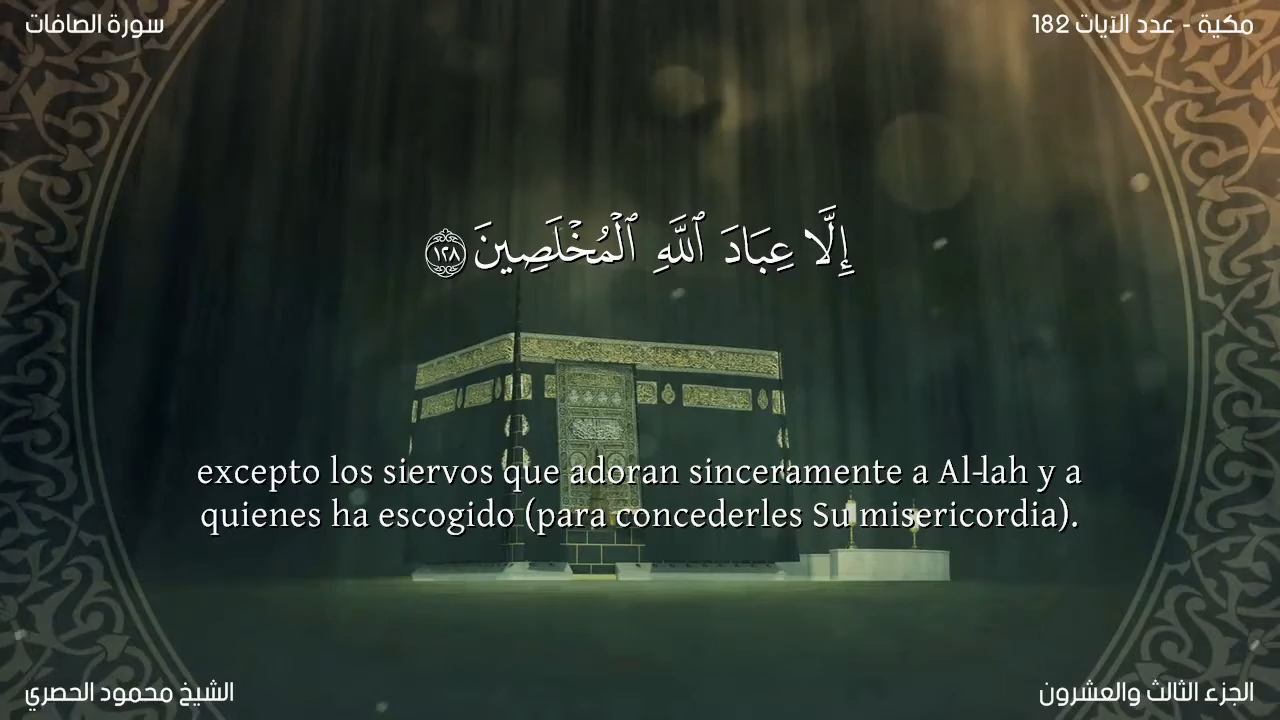 سورة الصافات
مكية - عدد الآيات 182
إِلَّا عِبَادَ ٱللَّهِ ٱلْمُخْلَصِينَ ١٢٨
excepto los siervos que adoran sinceramente a Al-lah y a
quienes ha escogido (para concederles Su misericordia).
الشيخ محمود الحصري
الجزء الثالث والعشرون